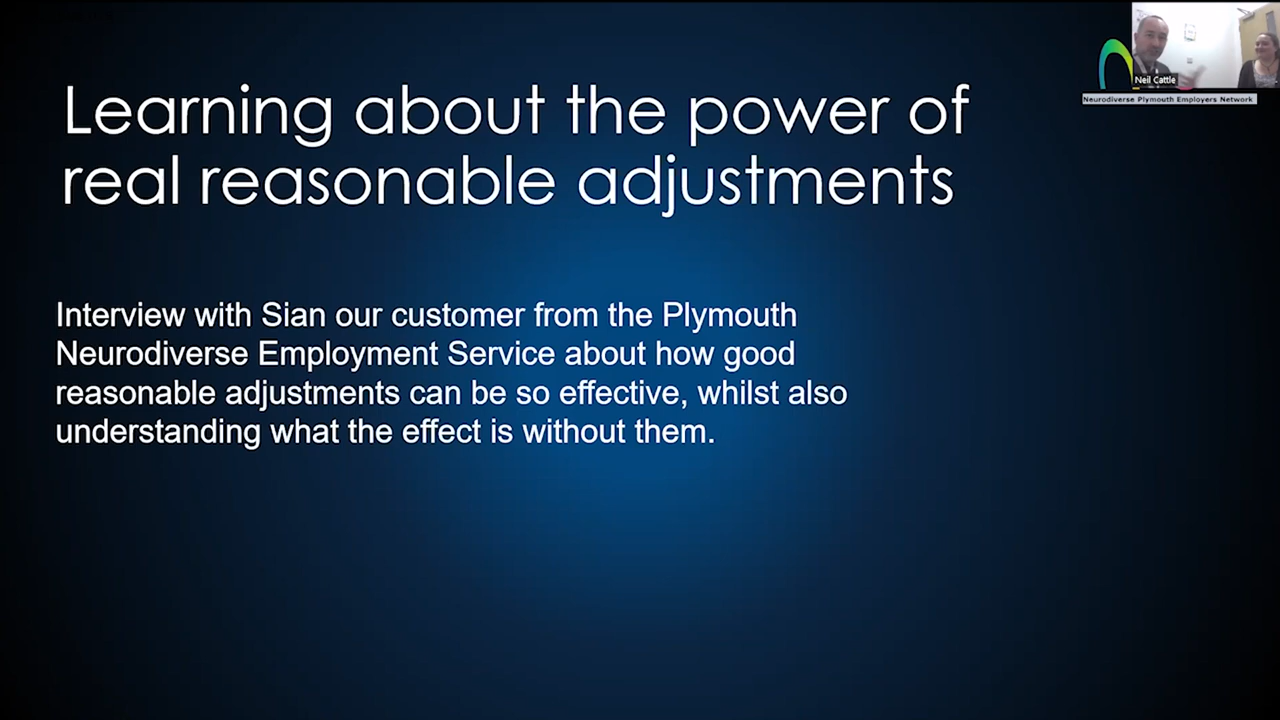 Learning about the power of
real reasonable adjustments
Interview with Sian our customer from the Plymouth
Neurodiverse Employment Service about how good
reasonable adjustments can be so effective, whilst also
understanding what the effect is without them.
Neil Cattle
Neurodiverse Plymouth Employers Network